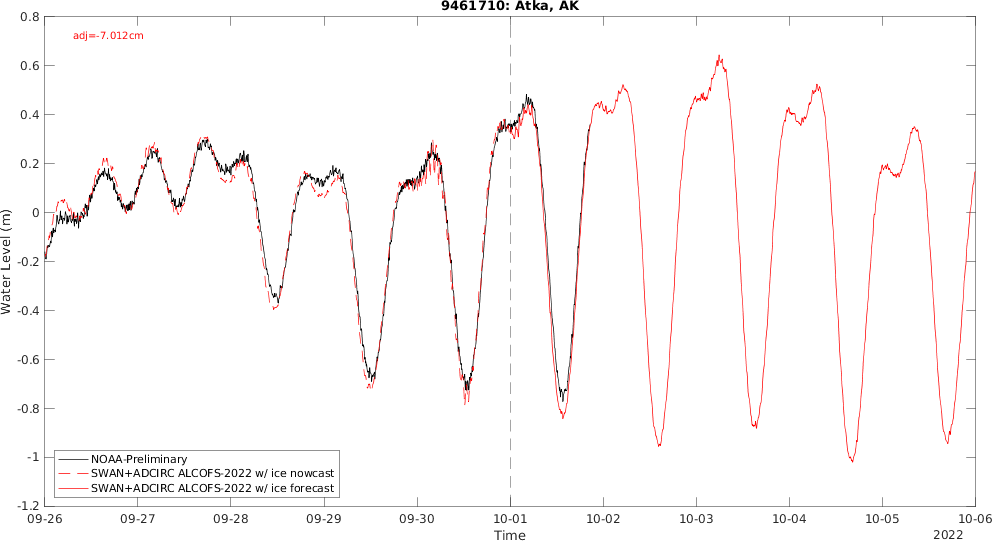 9461710: Atka, AK
adj=-7.012cm
0.8
0.6
0.4
0.2
0
-0.2
-0.4
-0.6
-0.8
-1
-1.2
Water Level (m)
NOAA-Preliminary
SWAN+ADCIRC ALCOFS-2022 w/ ice nowcast
SWAN+ADCIRC ALCOFS-2022 w/ ice forecast
09-26 09-27 09-28 09-29 09-30 10-01 10-02 10-03 10-04 10-05 10-06
Time
2022